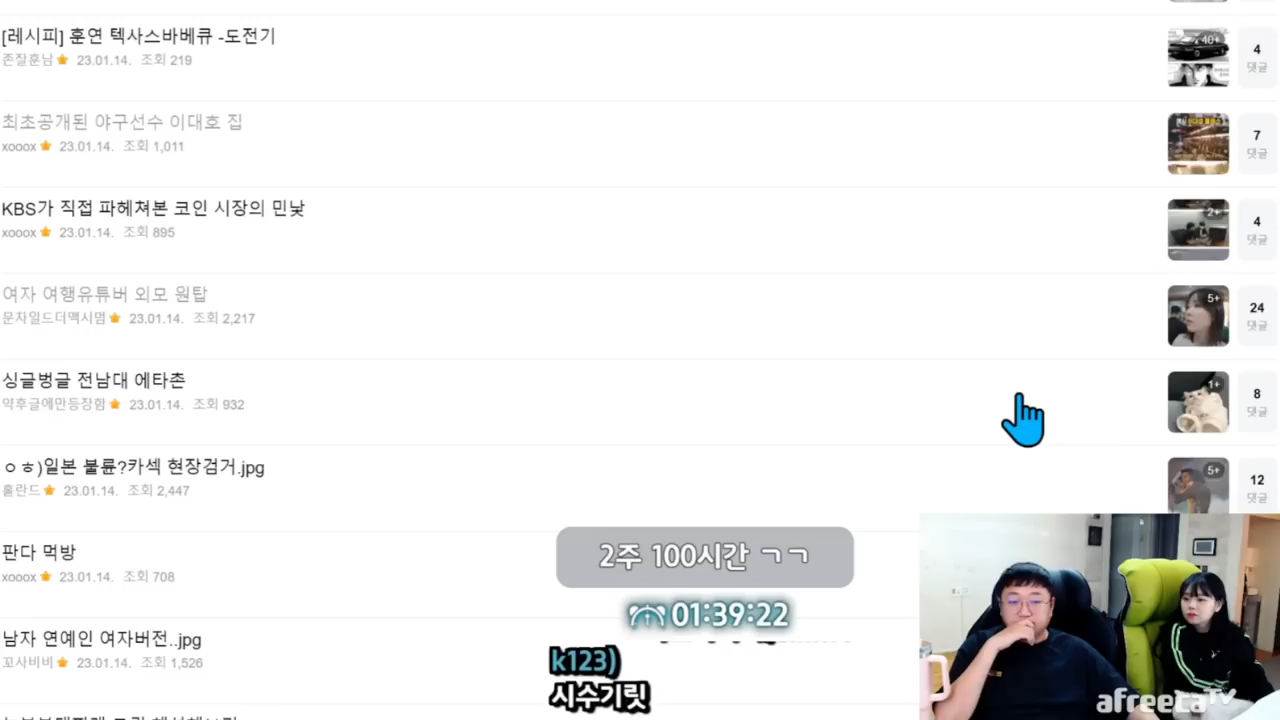 [레시피] 훈연 텍사스바베큐 -도전기
존잘훈남 23.01.14. 조회 219
40+
4
댓글
최초공개된 야구선수 이대호 집
xooox 23.01.14. 조회 1,011
7
댓글
KBS가 직접 파헤쳐본 코인 시장의 민낯
xooox 23.01.14. 조회 895
2+
4
댓글
여자 여행유튜버 외모 원탑
문차일드더맥시멈 23.01.14. 조회 2,217
5+
24
댓글
싱글벙글 전남대 에타촌
약후글에만등장함 23.01.14. 조회 932
1+
8
댓글
ㅇㅎ)일본 불륜?카섹 현장검거.jpg
홀란드 23.01.14. 조회 2,447
5+
12
댓글
판다 먹방
xooox 23.01.14. 조회 708
2주 100시간 ㄱㄱ
01:39:22
남자 연예인 여자버전..jpg
꼬사비비 23.01.14. 조회 1,526
k123)
시수기릿
afreecaTV